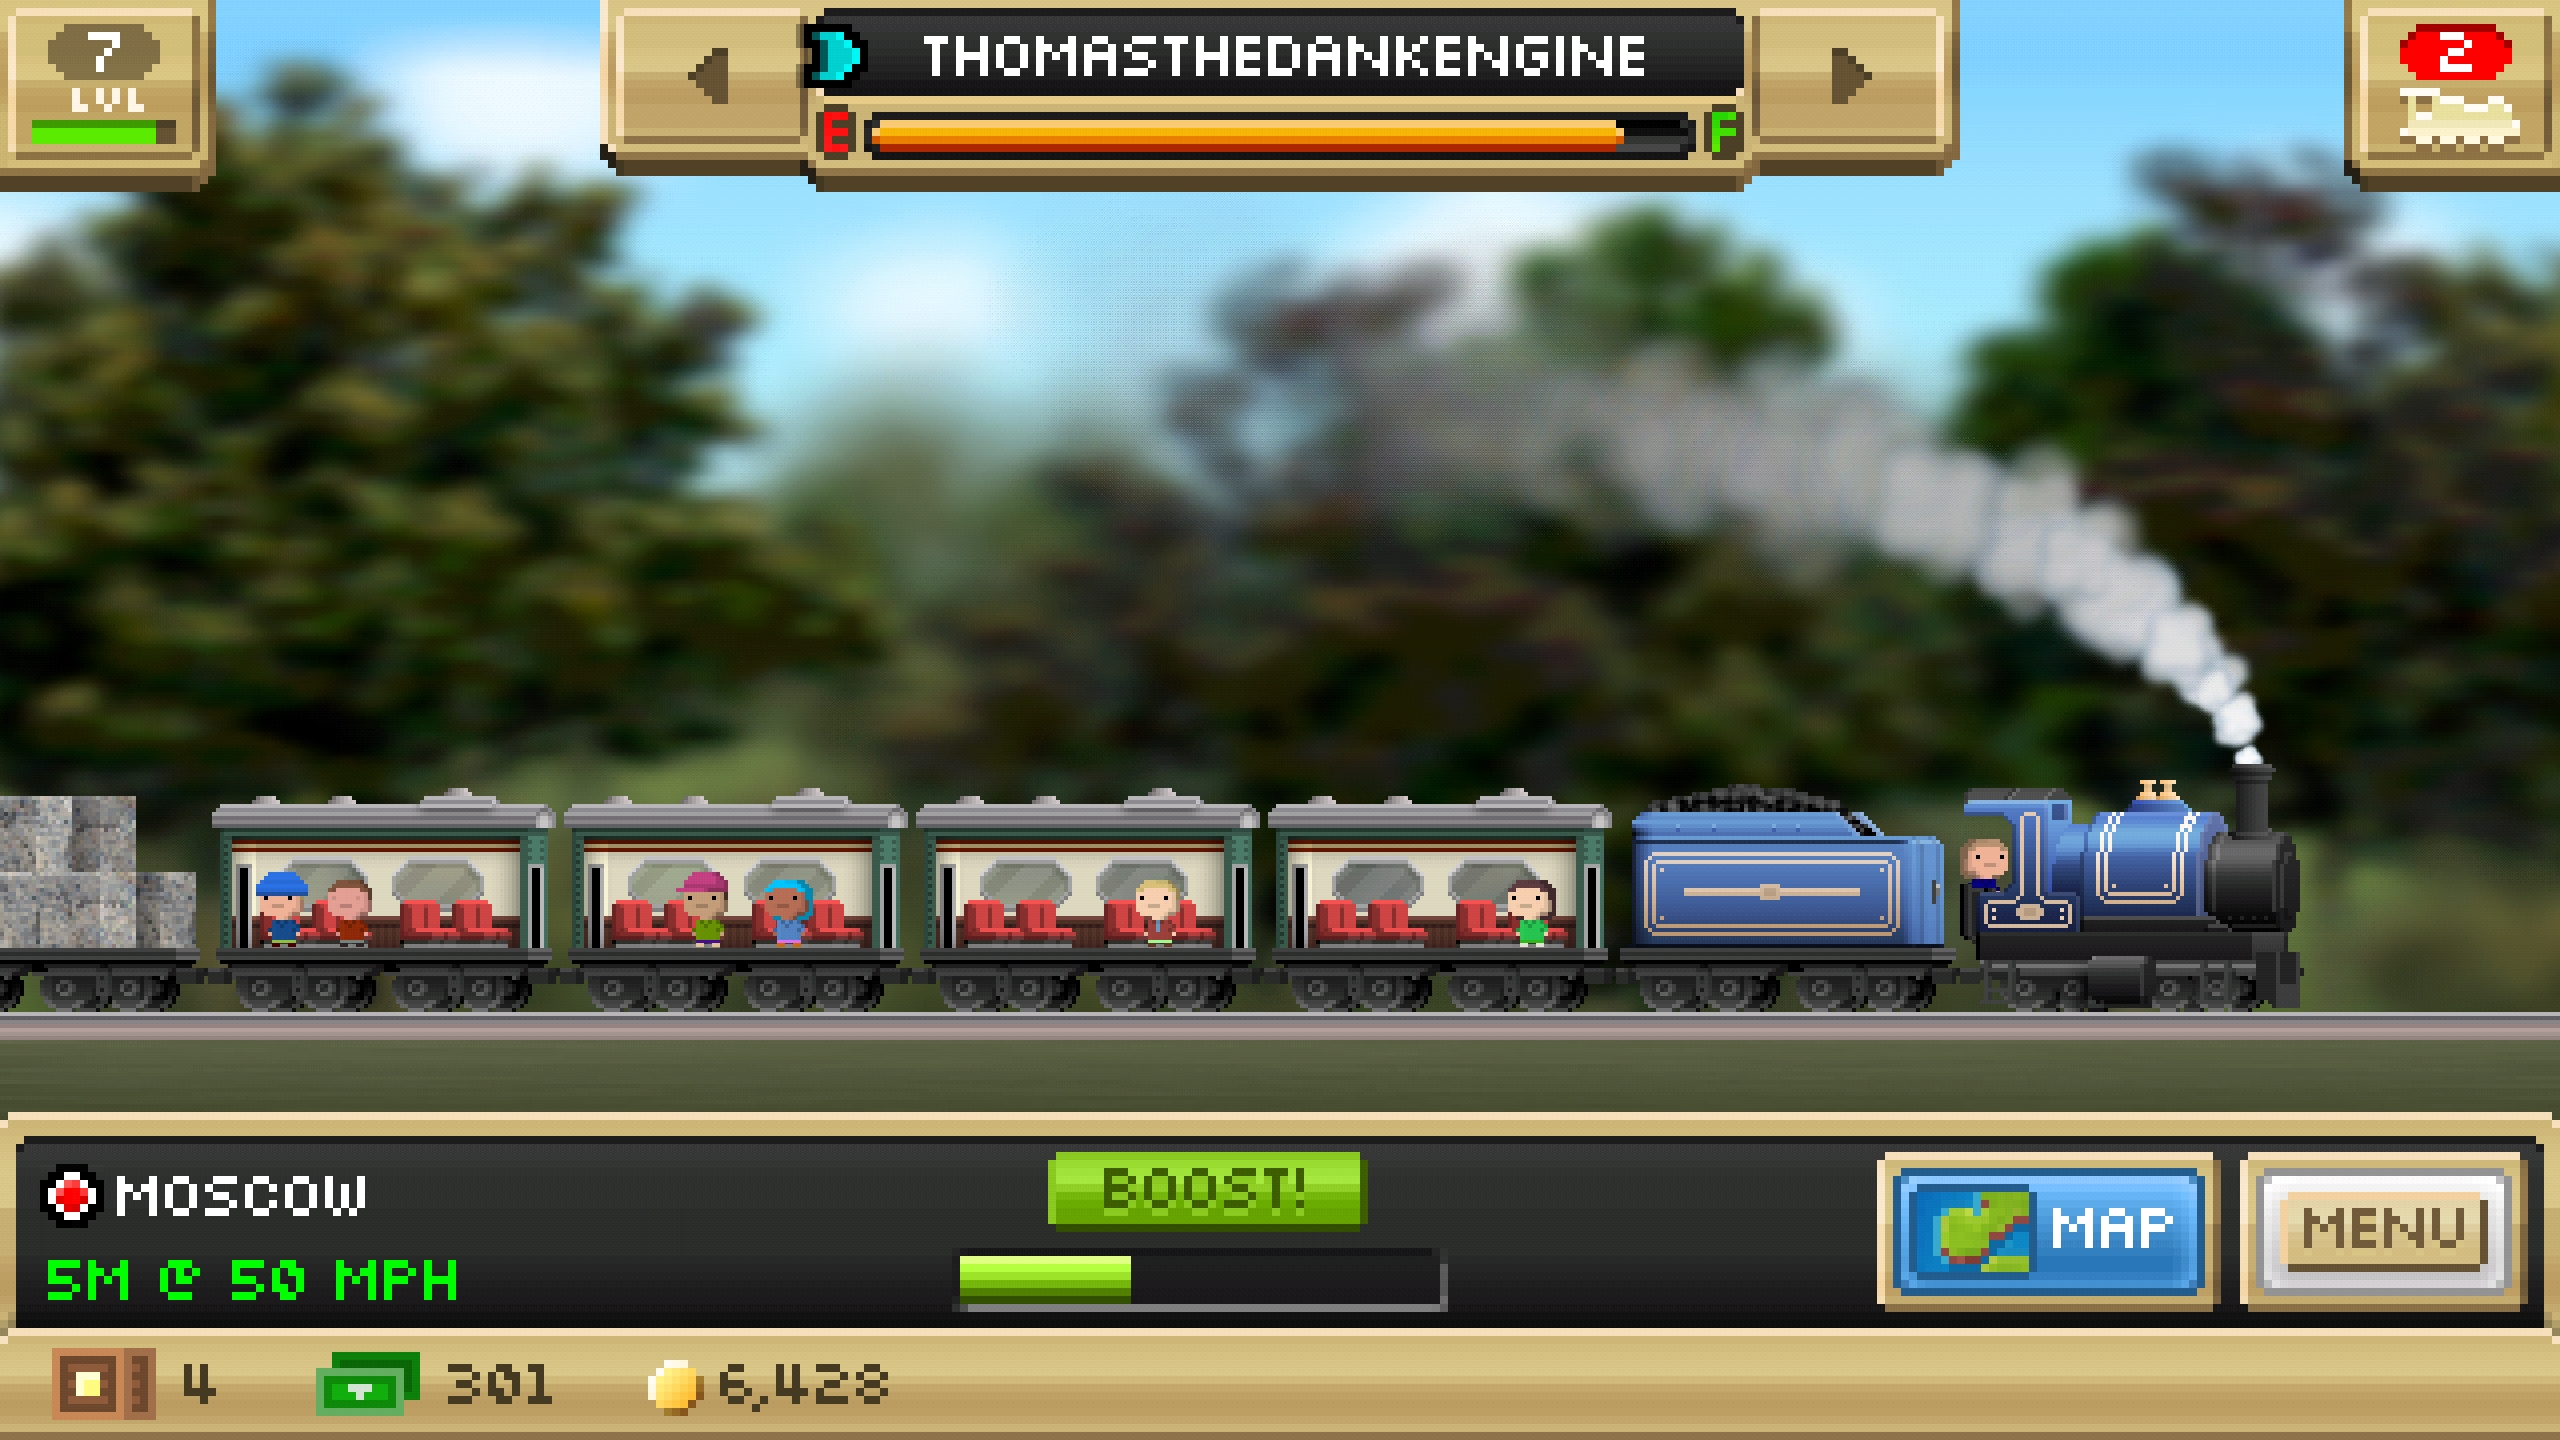 7
LVL
THOMASTHEDANKENGINE
E F
2
MOSCOW
5M @ 50 MPH
BOOST!
MAP
MENU
4 301 6,428